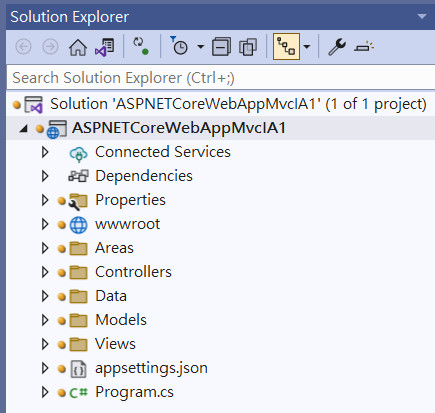 Solution Explorer
Search Solution Explorer (Ctrl+;)
Solution 'ASPNETCoreWebAppMvcIA1' (1 of 1 project)
ASPNETCoreWebAppMvcIA1
Connected Services
Dependencies
Properties
wwwroot
Areas
Controllers
Data
Models
Views
appsettings.json
C# Program.cs